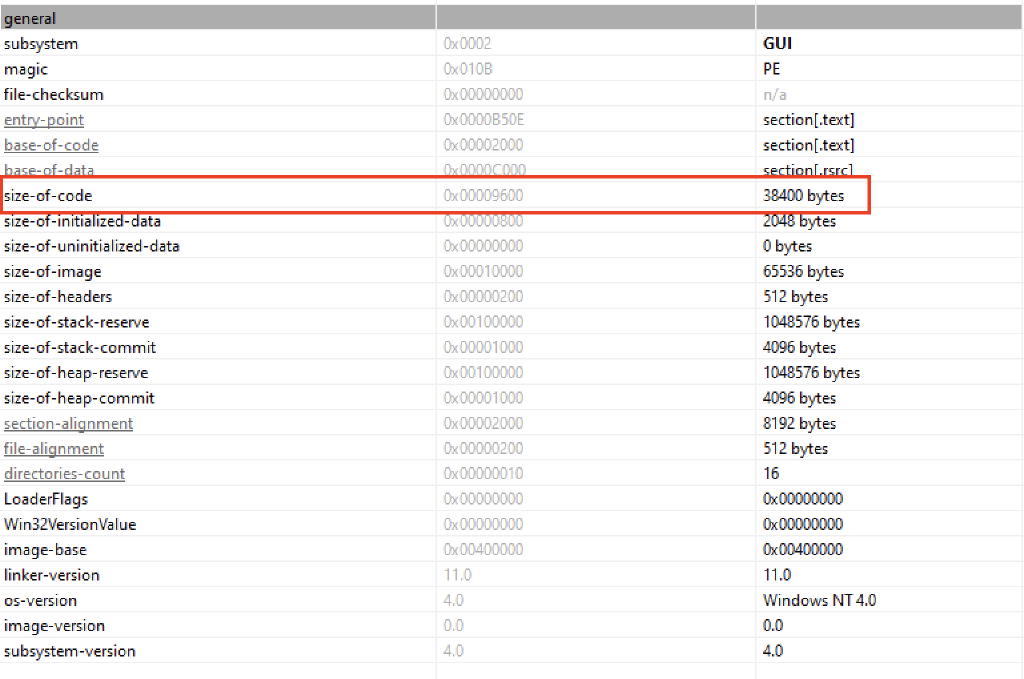 general
subsystem 0x0002 GUI
magic 0x010B PE
file-checksum 0x00000000 n/a
entry-point 0x0000B50E section[.text]
base-of-code 0x00002000 section[.text]
base-of-data 0x0000C000 section[.rsrc]
size-of-code 0x00009600 38400 bytes
size-of-initialized-data 0x00000800 2048 bytes
size-of-uninitialized-data 0x00000000 0 bytes
size-of-image 0x00010000 65536 bytes
size-of-headers 0x00000200 512 bytes
size-of-stack-reserve 0x00100000 1048576 bytes
size-of-stack-commit 0x00001000 4096 bytes
size-of-heap-reserve 0x00100000 1048576 bytes
size-of-heap-commit 0x00001000 4096 bytes
section-alignment 0x00002000 8192 bytes
file-alignment 0x00000200 512 bytes
directories-count 0x00000010 16
LoaderFlags 0x00000000 0x00000000
Win32VersionValue 0x00000000 0x00000000
image-base 0x00400000 0x00400000
linker-version 11.0 11.0
os-version 4.0 Windows NT 4.0
image-version 0.0 0.0
subsystem-version 4.0 4.0